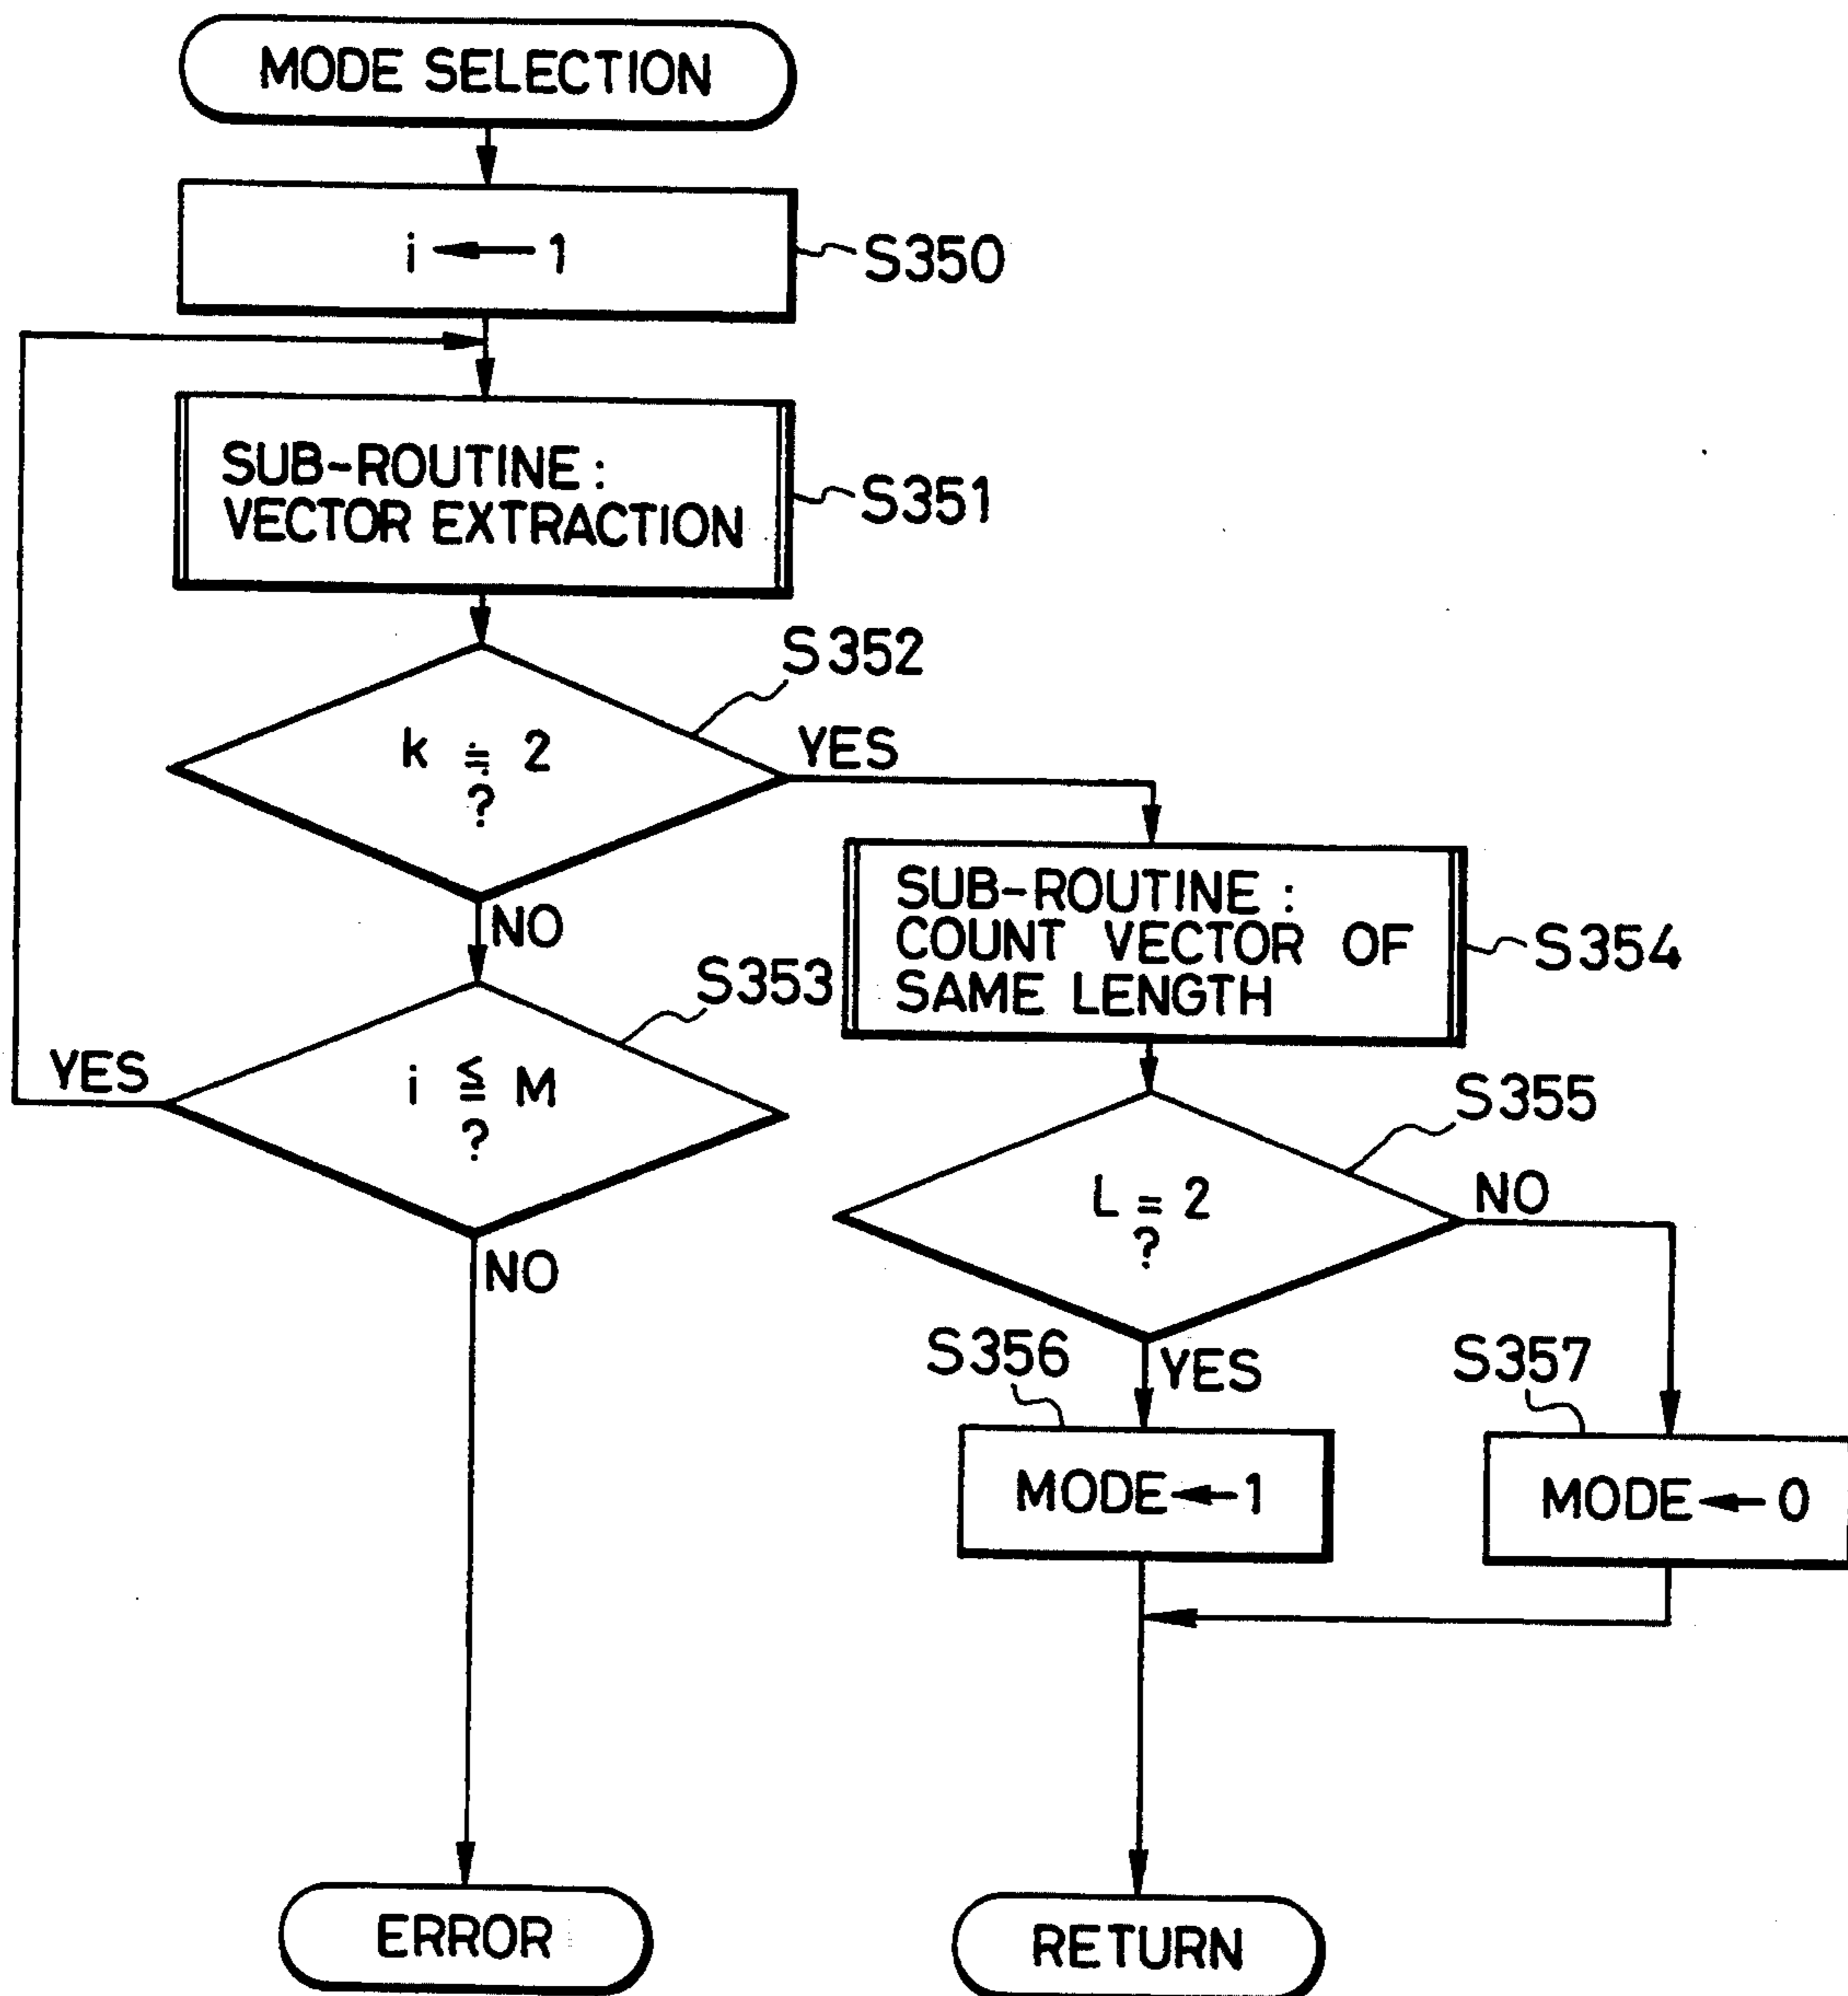 MODE SELECTION
i ← 1
S350
SUB-ROUTINE :
VECTOR EXTRACTION
S351
S352
k ≒ 2
?
YES
NO
SUB-ROUTINE :
COUNT VECTOR OF
SAME LENGTH
S354
S353
i ≦ M
?
YES
NO
S355
L = 2
?
NO
YES
S356
MODE ← 1
S357
MODE ← 0
ERROR
RETURN